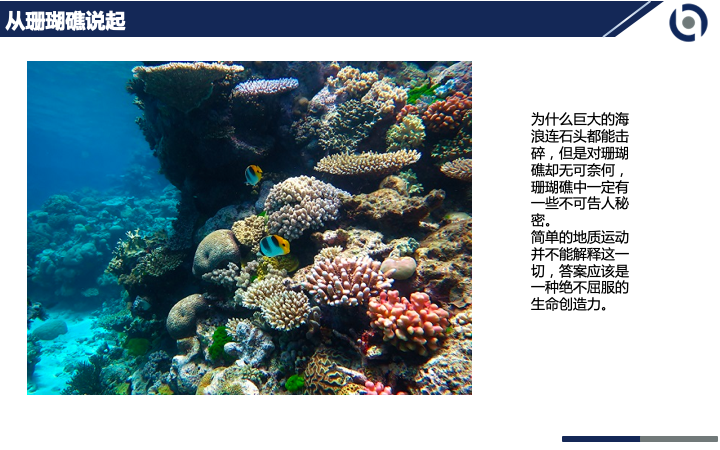 从珊瑚礁说起
为什么巨大的海
浪连石头都能击
碎，但是对珊瑚
礁却无可奈何，
珊瑚礁中一定有
一些不可告人秘
密。
简单的地质运动
并不能解释这一
切，答案应该是
一种绝不屈服的
生命创造力。